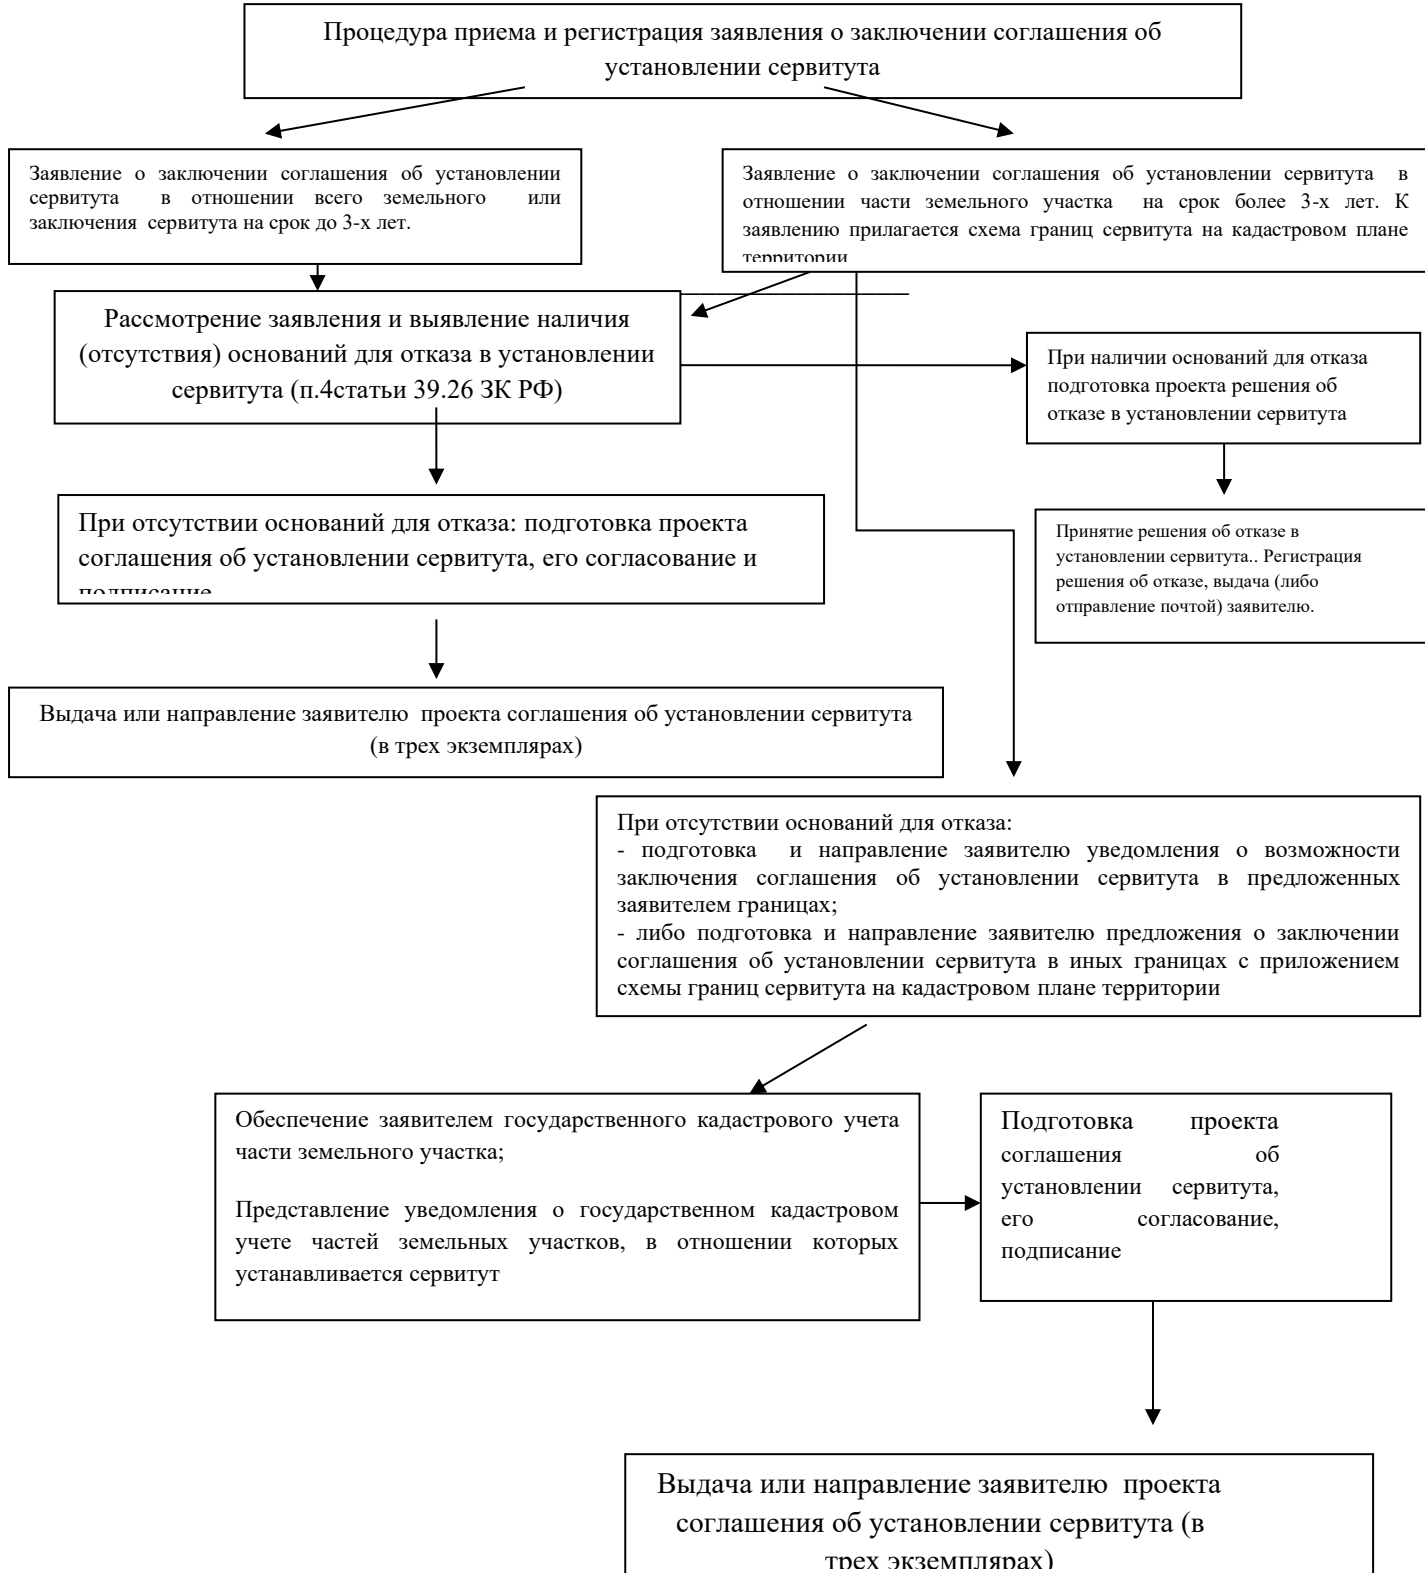 Процедура приема и регистрация заявления о заключении соглашения об
установлении сервитута
Заявление о заключении соглашения об установлении
сервитута в отношении всего земельного или
заключения сервитута на срок до 3-х лет.
Заявление о заключении соглашения об установлении сервитута в
отношении части земельного участка на срок более 3-х лет. К
заявлению прилагается схема границ сервитута на кадастровом плане
территории
Рассмотрение заявления и выявление наличия
(отсутствия) оснований для отказа в установлении
сервитута (п.4статьи 39.26 ЗК РФ)
При наличии оснований для отказа
подготовка проекта решения об
отказе в установлении сервитута
При отсутствии оснований для отказа: подготовка проекта
соглашения об установлении сервитута, его согласование и
подписание
Принятие решения об отказе в
установлении сервитута.. Регистрация
решения об отказе, выдача (либо
отправление почтой) заявителю.
Выдача или направление заявителю проекта соглашения об установлении сервитута
(в трех экземплярах)
При отсутствии оснований для отказа:
- подготовка и направление заявителю уведомления о возможности
заключения соглашения об установлении сервитута в предложенных
заявителем границах;
- либо подготовка и направление заявителю предложения о заключении
соглашения об установлении сервитута в иных границах с приложением
схемы границ сервитута на кадастровом плане территории
Обеспечение заявителем государственного кадастрового учета
части земельного участка;
Представление уведомления о государственном кадастровом
учете частей земельных участков, в отношении которых
устанавливается сервитут
Подготовка проекта
соглашения об
установлении сервитута,
его согласование,
подписание
Выдача или направление заявителю проекта
соглашения об установлении сервитута (в
трех экземплярах)